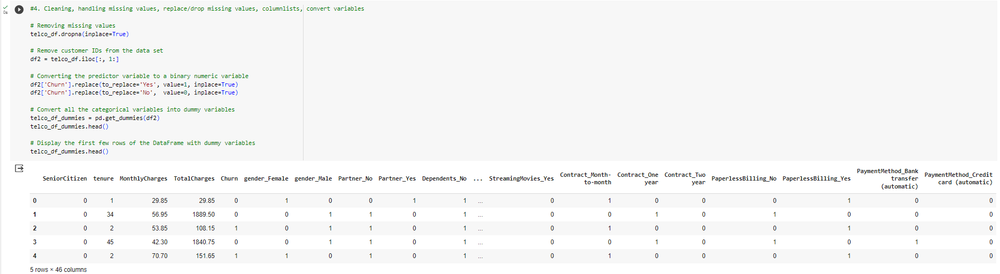 0s
#4. Cleaning, handling missing values, replace/drop missing values, columnlists, convert variables
# Removing missing values
telco_df.dropna(inplace=True)
# Remove customer IDs from the data set
df2 = telco_df.iloc[:, 1:]
# Converting the predictor variable to a binary numeric variable
df2['Churn'].replace(to_replace='Yes', value=1, inplace=True)
df2['Churn'].replace(to_replace='No',  value=0, inplace=True)
# Convert all the categorical variables into dummy variables
telco_df_dummies = pd.get_dummies(df2)
telco_df_dummies.head()
# Display the first few rows of the DataFrame with dummy variables
telco_df_dummies.head()
SeniorCitizen tenure MonthlyCharges TotalCharges Churn gender_Female gender_Male Partner_No Partner_Yes Dependents_No ... StreamingMovies_Yes Contract_Month-to-month Contract_One year Contract_Two year PaperlessBilling_No PaperlessBilling_Yes PaymentMethod_Bank transfer (automatic) PaymentMethod_Credit card (automatic)
0 0 1 29.85 29.85 0 1 0 0 1 1 ... 0 1 0 0 0 1 0 0
1 0 34 56.95 1889.50 0 0 1 1 0 1 ... 0 0 1 0 1 0 0 0
2 0 2 53.85 108.15 1 0 1 1 0 1 ... 0 1 0 0 0 1 0 0
3 0 45 42.30 1840.75 0 0 1 1 0 1 ... 0 0 1 0 1 0 1 0
4 0 2 70.70 151.65 1 1 0 1 0 1 ... 0 1 0 0 0 1 0 0
5 rows × 46 columns